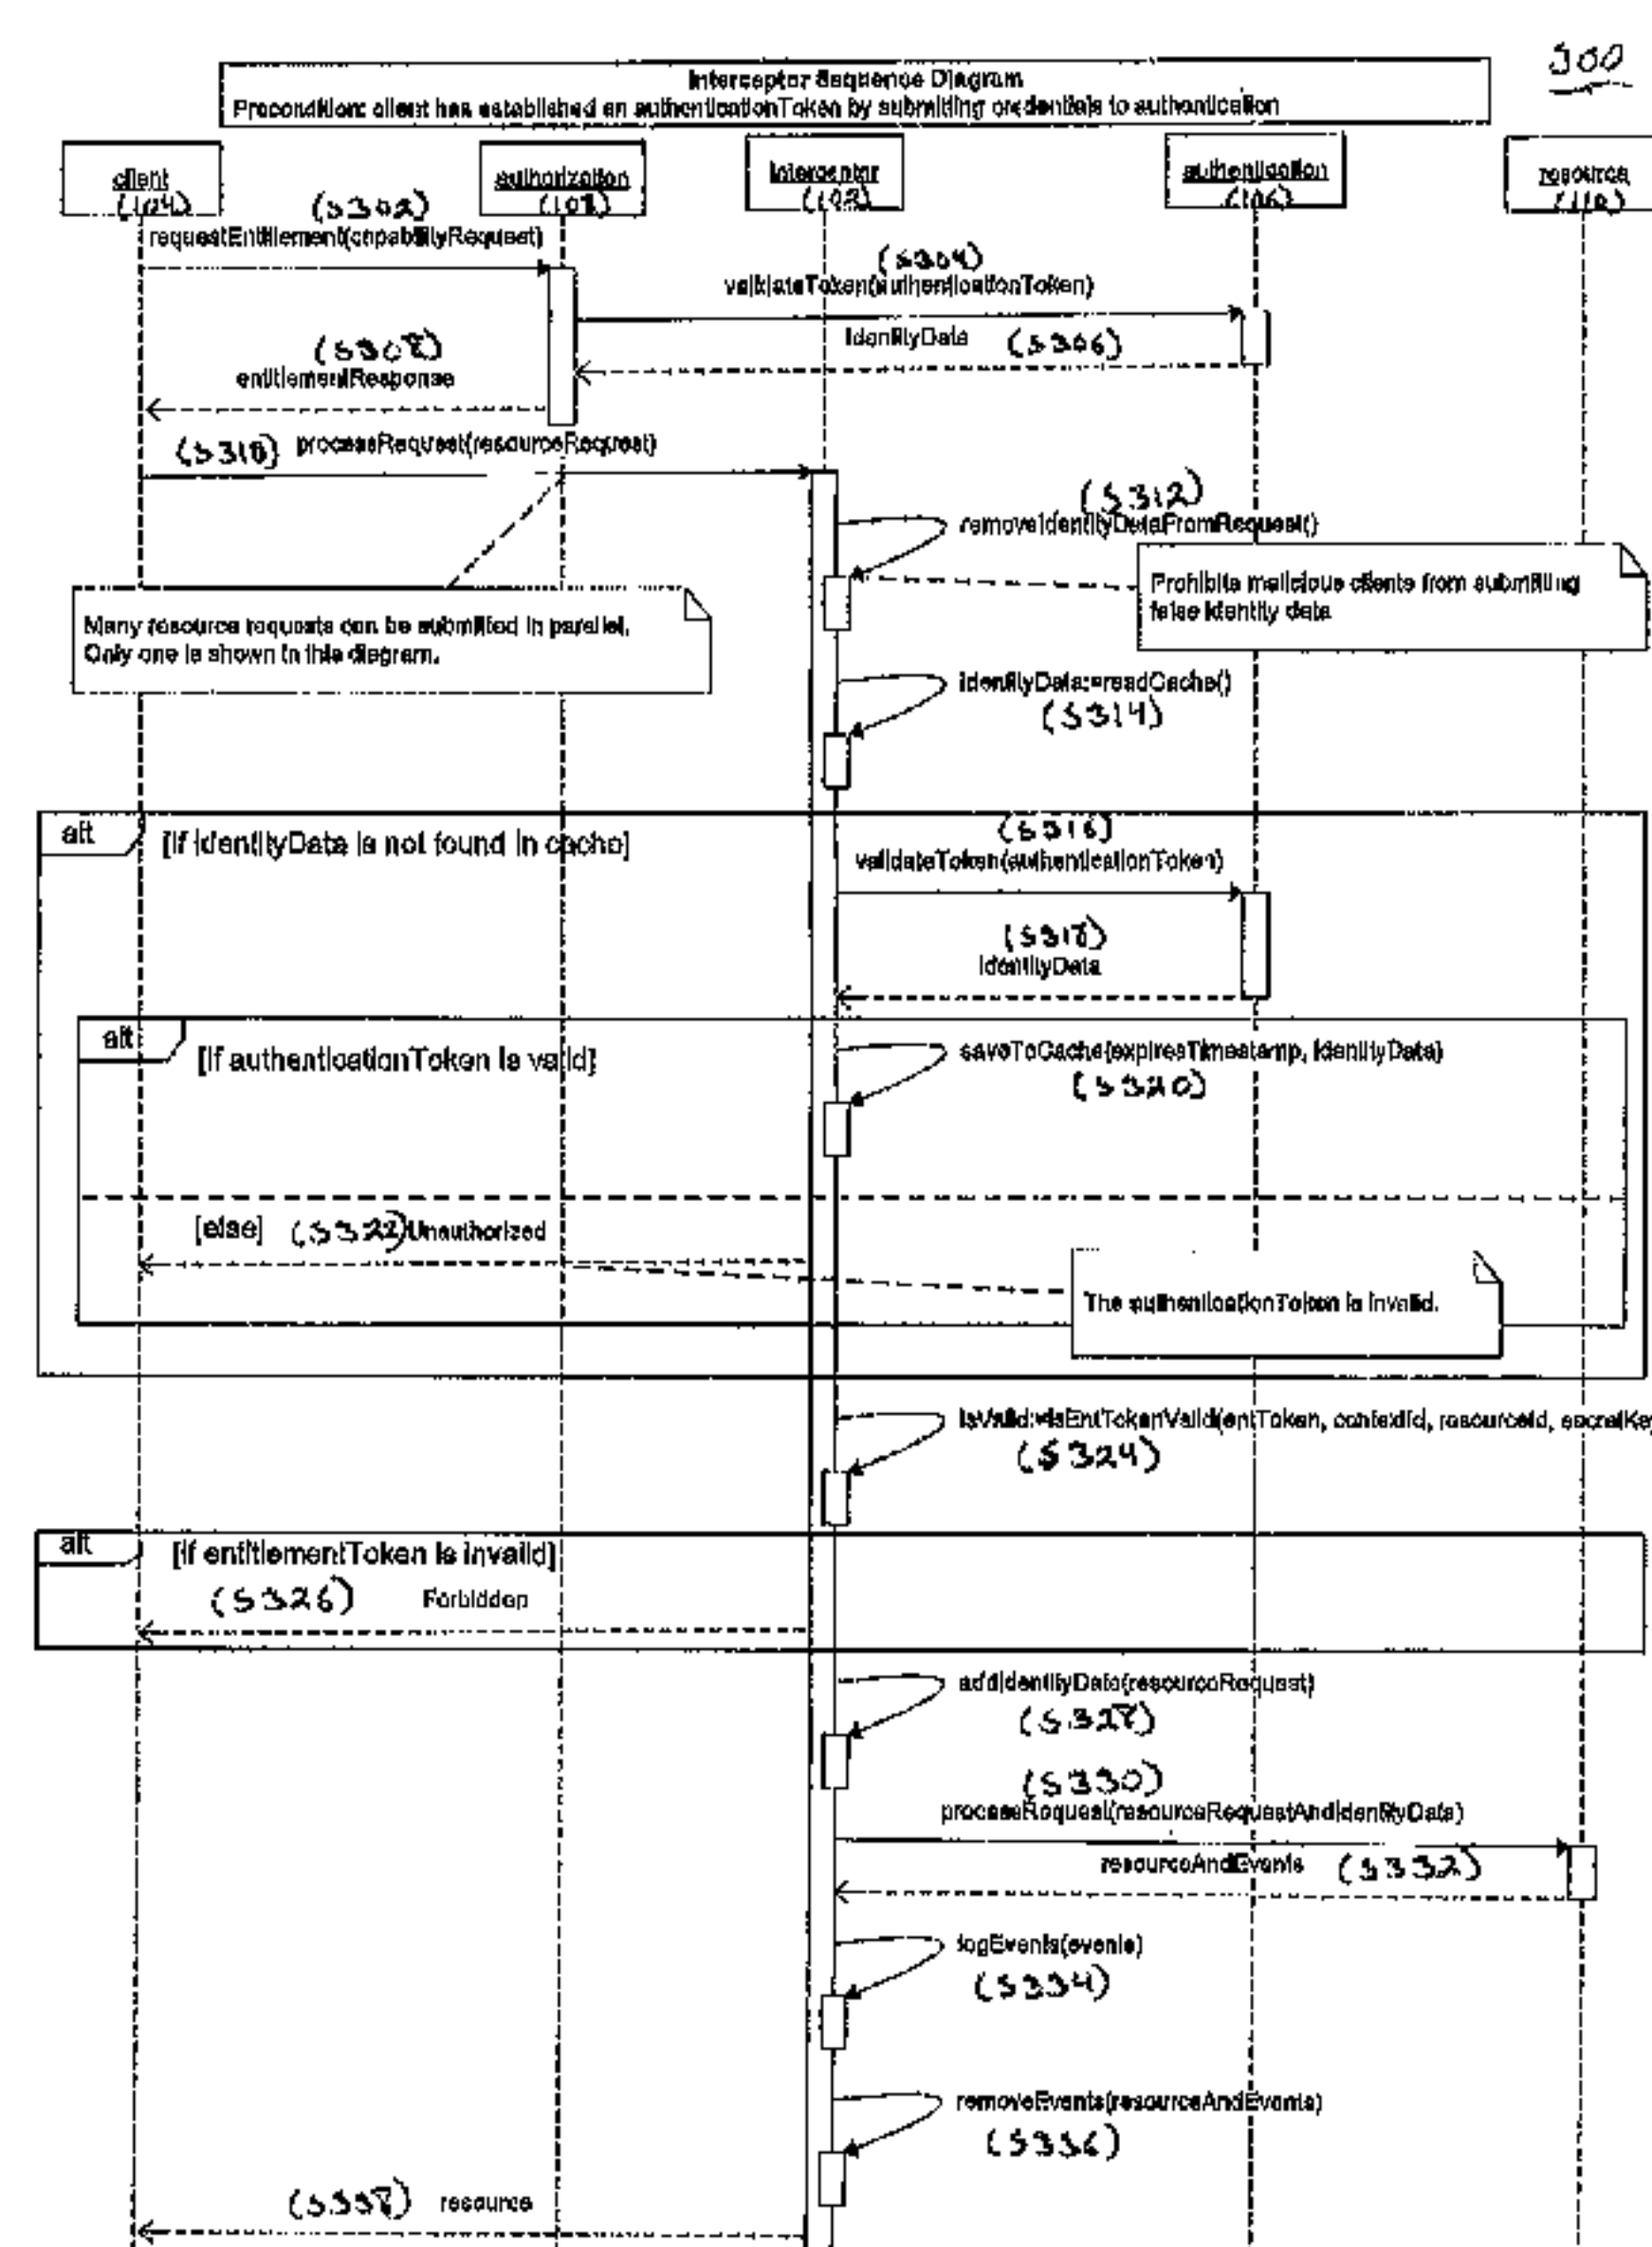 300
Interceptor Sequence Diagram
Precondition: client has established an authenticationToken by submitting credentials to authentication
client
(104)
authorization
(108)
Interceptor
(102)
authentication
(106)
resource
(110)
(S302)
requestEntitlement(capabilityRequest)
(S304)
validateToken(authenticationToken)
identityData (S306)
(S308)
entitlementResponse
(S310) processRequest(resourceRequest)
(S312)
removeIdentityDataFromRequest()
Prohibits malicious clients from submitting
false identity data
Many resource requests can be submitted in parallel.
Only one is shown in this diagram.
identityData:=readCache()
(S314)
alt [if identityData is not found in cache]
(S316)
validateToken(authenticationToken)
(S318)
identityData
alt [if authenticationToken is valid]
saveToCache(expiresTimestamp, identityData)
(S320)
[else] (S322) Unauthorized
The authenticationToken is invalid.
isValid:=isEntTokenValid(entToken, contextId, resourceId, secretKey
(S324)
alt [if entitlementToken is invalid]
(S326) Forbidden
addIdentityData(resourceRequest)
(S328)
(S330)
processRequest(resourceRequestAndIdentityData)
resourceAndEvents (S332)
logEvents(events)
(S334)
removeEvents(resourceAndEvents)
(S336)
(S338) resource